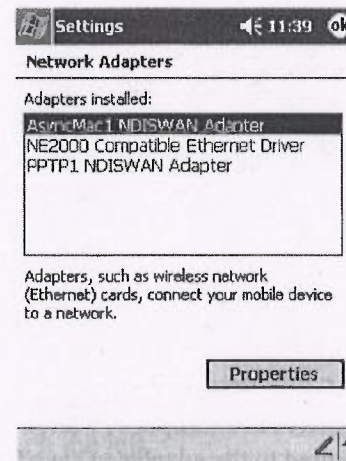 Settings 11:39 ok
Network Adapters
Adapters installed:
AsyncMac1 NDISWAN Adapter
NE2000 Compatible Ethernet Driver
PPTP1 NDISWAN Adapter
Adapters, such as wireless network
(Ethernet) cards, connect your mobile device
to a network.
Properties